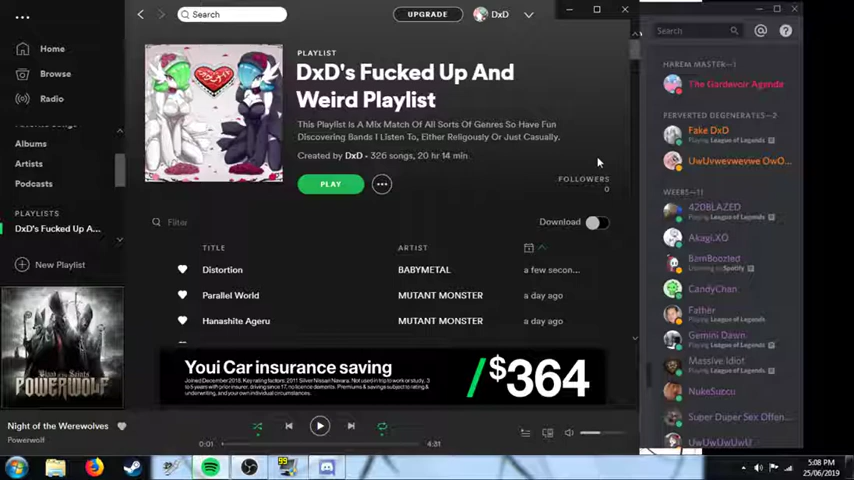 Search
UPGRADE
DxD
Home
Browse
Radio
Albums
Artists
Podcasts
PLAYLISTS
DxD's Fucked Up A...
New Playlist
POWERWOLF
Night of the Werewolves
Powerwolf
PLAYLIST
DxD's Fucked Up And
Weird Playlist
This Playlist Is A Mix Match Of All Sorts Of Genres So Have Fun
Discovering Bands I Listen To, Either Religously Or Just Casually.
Created by DxD • 326 songs, 20 hr 14 min
PLAY
FOLLOWERS
0
Filter
Download
TITLE
ARTIST
Distortion
BABYMETAL
a few secon...
Parallel World
MUTANT MONSTER
a day ago
Hanashite Ageru
MUTANT MONSTER
a day ago
Youi Car insurance saving
/$364
0:01
4:31
Search
HAREM MASTER—1
The Gardevoir Agenda
PERVERTED DEGENERATES—2
Fake DxD
Playing League of Legends
UwUvwevwevwe OwO...
WEEBS—11
420BLAZED
Playing League of Legends
Akagi.XO
BamBoozled
Listening to Spotify
CandyChan
Father
Playing League of Legends
Gemini Dawn
Playing League of Legends
Massive Idiot
Playing League of Legends
NukeSuccu
Super Duper Sex Offen...
UwUwUwUwU
5:08 PM
25/06/2019